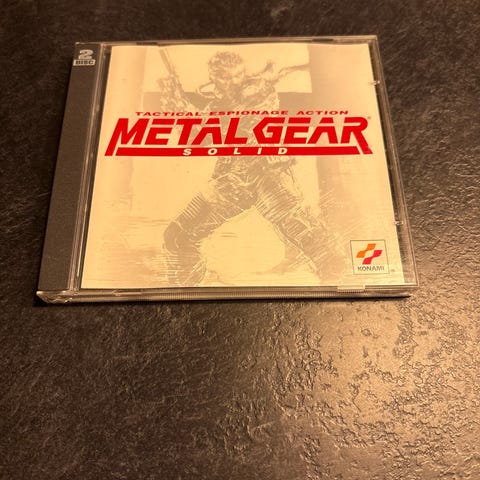 2
DISC
TACTICAL ESPIONAGE ACTION
METAL GEAR
SOLID
KONAMI